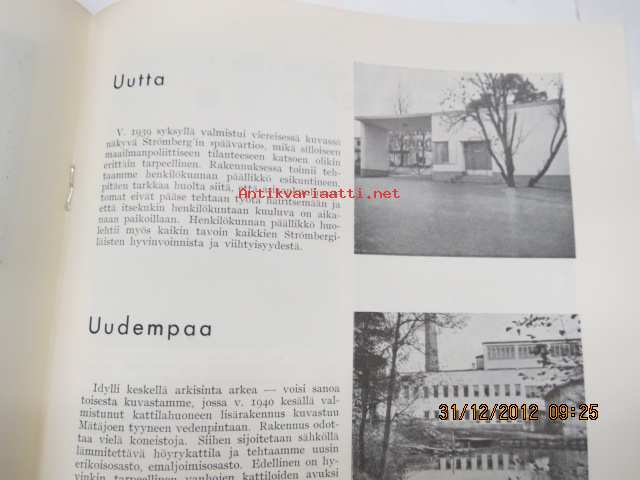 Uutta
V. 1939 syksyllä valmistui viereisessä kuvassa
näkyvä Strömberg'in päävartio, mikä silloiseen
maailmanpoliittiseen tilanteeseen katsoen olikin
erittäin tarpeellinen. Rakennuksessa toimii teh-
taamme henkilökunnan päällikkö esikuntineen,
pitäen tarkkaa huolta siitä,
tomat eivät pääse tehtaan työtä häiritsemään ja
että itsekukin henkilökuntaan kuuluva on aika-
naan paikoillaan. Henkilökunnan päällikkö huo-
lehtii myös kaikin tavoin kaikkien Strömbergi-
läisten hyvinvoinnista ja viihtyisyydestä.
Antikvariaatti.net
Uudempaa
Idylli keskellä arkisinta arkea — voisi sanoa
toisesta kuvastamme, jossa v. 1940 kesällä val-
mistunut kattilahuoneen lisärakennus kuvastuu
Mätäjoen tyyneen vedenpintaan. Rakennus odot-
taa vielä koneistoja. Siihen sijoitetaan sähköllä
lämmitettävä höyrykattila ja tehtaamme uusin
erikoisosasto, emaljoimisosasto. Edellinen on hy-
vinkin tarpeellinen vanhojen kattiloiden avuksi
31/12/2012 09:25